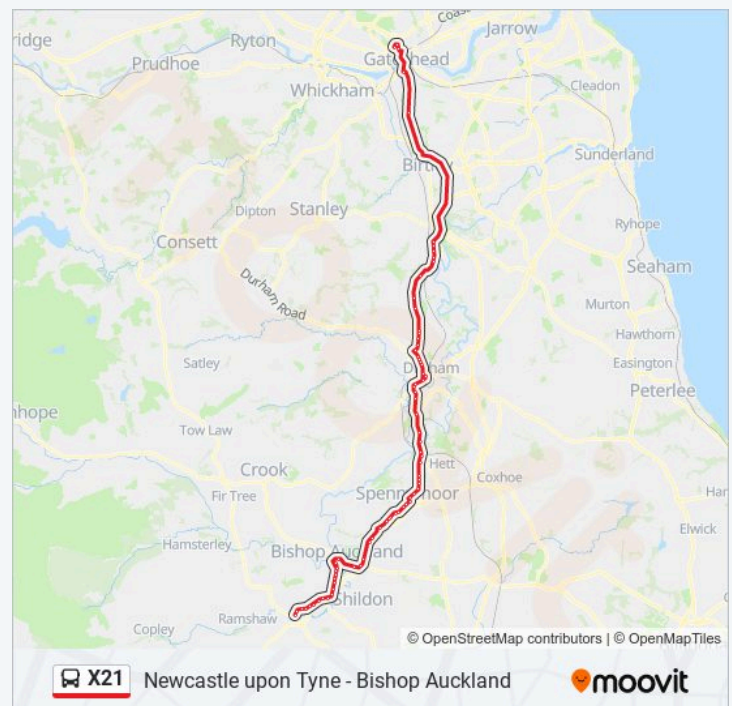 Coast
Jarrow
ridge
Ryton
Gateshead
Prudhoe
Whickham
Cleadon
Birtley
Sunderland
Dipton
Stanley
Ryhope
Consett
Seaham
Durham Road
Murton
Hawthorn
Satley
Durham
Easington
Peterlee
nhope
Tow Law
Crook
Hett
Coxhoe
Fir Tree
Spennymoor
Har
Elwick
Hamsterley
Bishop Auckland
Ramshaw
Shildon
Copley
© OpenStreetMap contributors | © OpenMapTiles
X21 Newcastle upon Tyne - Bishop Auckland
moovit